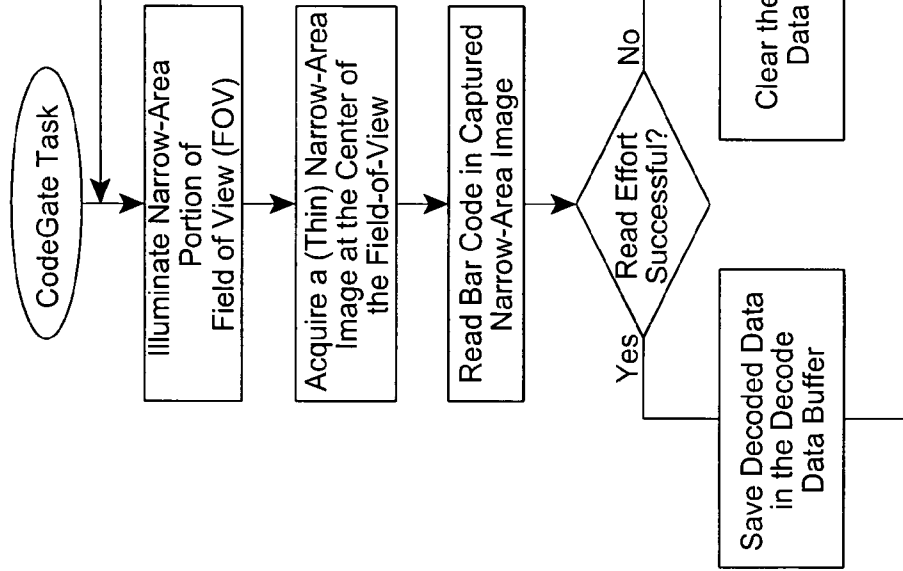 CodeGate Task
Illuminate Narrow-Area
Portion of
Field of View (FOV)
Acquire a (Thin) Narrow-Area
Image at the Center of
the Field-of-View
Read Bar Code in Captured
Narrow-Area Image
Read Effort
Successful?
Yes
No
Save Decoded Data
in the Decode
Data Buffer
Clear the
Data